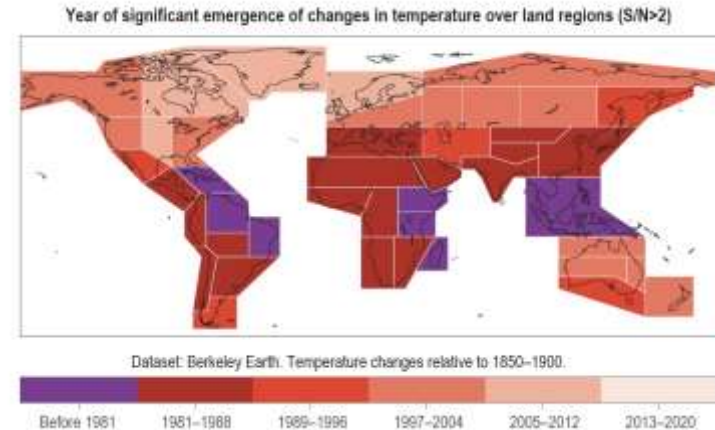 Year of significant emergence of changes in temperature over land regions (S/N>2)
Dataset: Berkeley Earth. Temperature changes relative to 1850–1900.
Before 1981
1981–1988
1989–1996
1997–2004
2005–2012
2013–2020